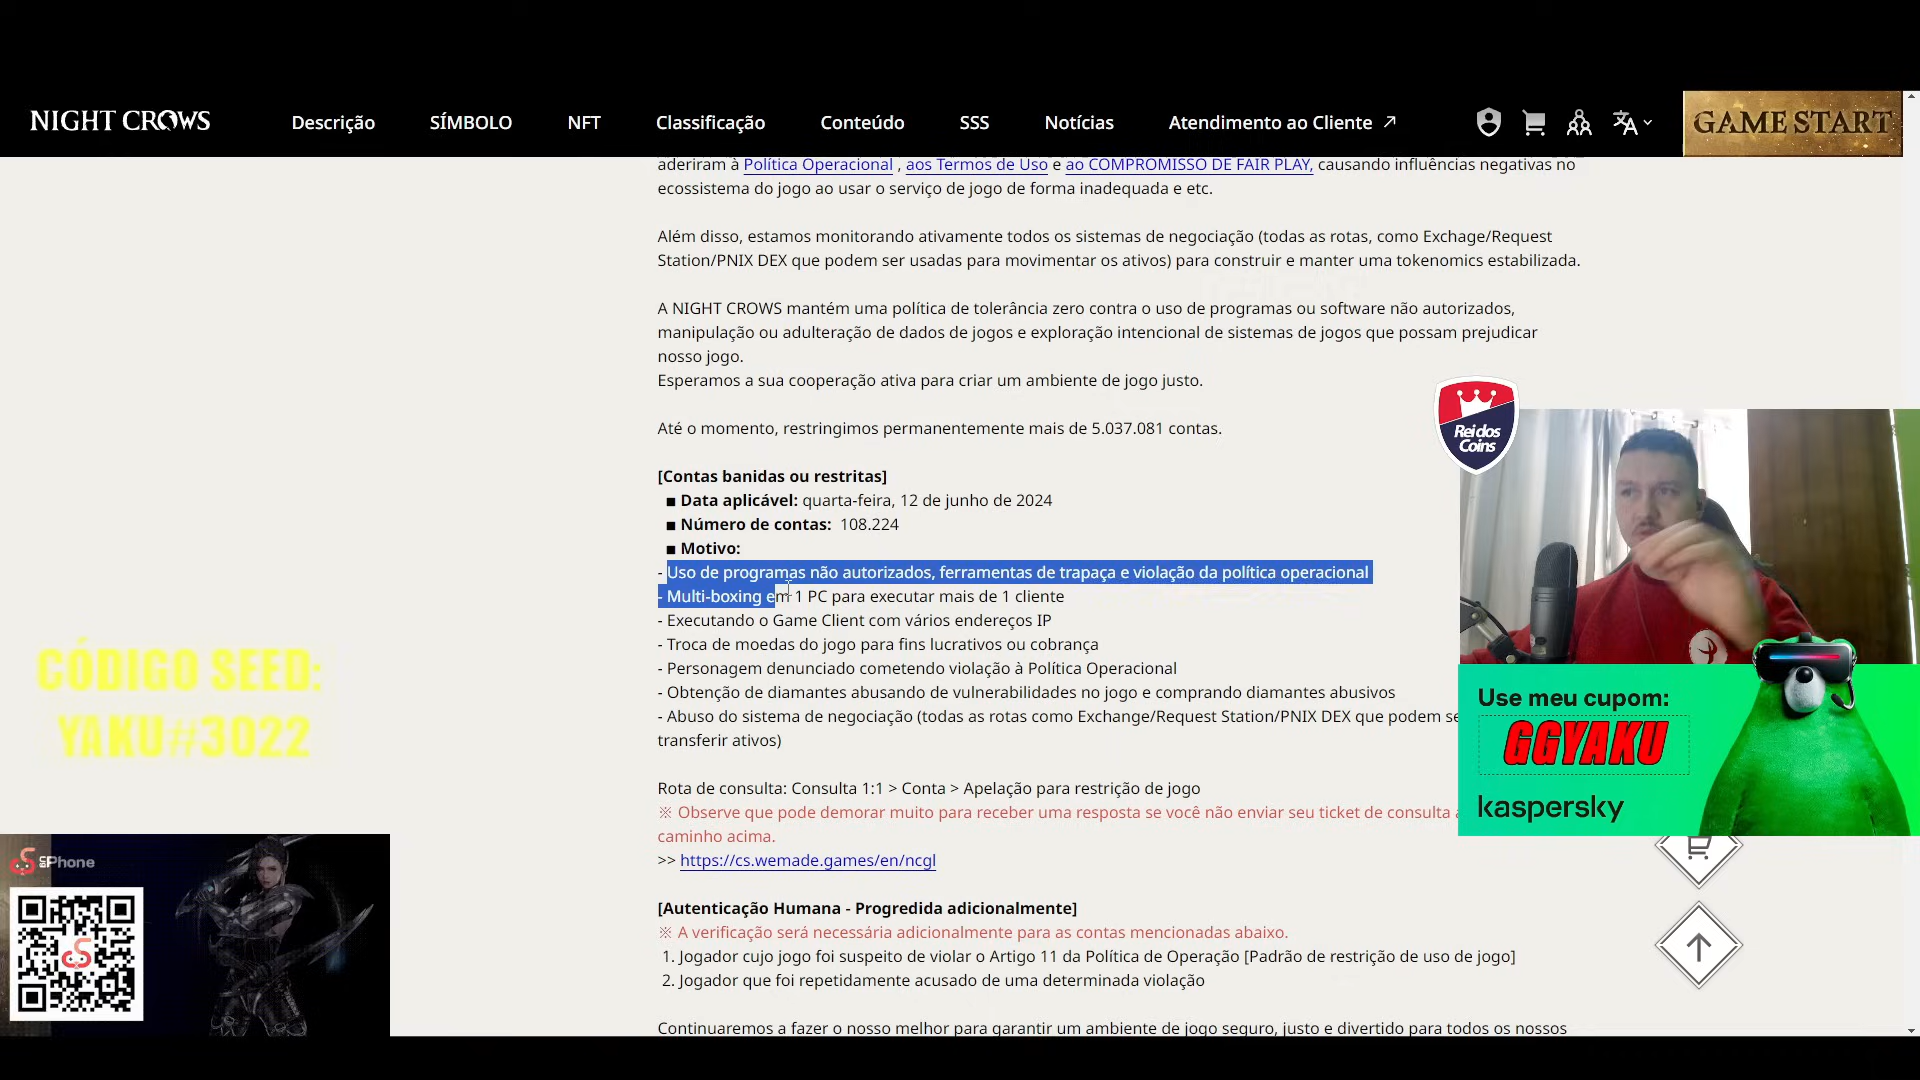 NIGHT CROWS
Descrição
SÍMBOLO
NFT
Classificação
Conteúdo
SSS
Notícias
Atendimento ao Cliente
GAME START
aderiram à Política Operacional , aos Termos de Uso e ao COMPROMISSO DE FAIR PLAY, causando influências negativas no
ecossistema do jogo ao usar o serviço de jogo de forma inadequada e etc.
Além disso, estamos monitorando ativamente todos os sistemas de negociação (todas as rotas, como Exchage/Request
Station/PNIX DEX que podem ser usadas para movimentar os ativos) para construir e manter uma tokenomics estabilizada.
A NIGHT CROWS mantém uma política de tolerância zero contra o uso de programas ou software não autorizados,
manipulação ou adulteração de dados de jogos e exploração intencional de sistemas de jogos que possam prejudicar
nosso jogo.
Esperamos a sua cooperação ativa para criar um ambiente de jogo justo.
Até o momento, restringimos permanentemente mais de 5.037.081 contas.
[Contas banidas ou restritas]
■ Data aplicável: quarta-feira, 12 de junho de 2024
■ Número de contas: 108.224
■ Motivo:
- Uso de programas não autorizados, ferramentas de trapaça e violação da política operacional
- Multi-boxing em 1 PC para executar mais de 1 cliente
- Executando o Game Client com vários endereços IP
- Troca de moedas do jogo para fins lucrativos ou cobrança
- Personagem denunciado cometendo violação à Política Operacional
- Obtenção de diamantes abusando de vulnerabilidades no jogo e comprando diamantes abusivos
- Abuso do sistema de negociação (todas as rotas como Exchange/Request Station/PNIX DEX que podem se
transferir ativos)
Rota de consulta: Consulta 1:1 > Conta > Apelação para restrição de jogo
※ Observe que pode demorar muito para receber uma resposta se você não enviar seu ticket de consulta
caminho acima.
>> https://cs.wemade.games/en/ncgl
[Autenticação Humana - Progredida adicionalmente]
※ A verificação será necessária adicionalmente para as contas mencionadas abaixo.
1. Jogador cujo jogo foi suspeito de violar o Artigo 11 da Política de Operação [Padrão de restrição de uso de jogo]
2. Jogador que foi repetidamente acusado de uma determinada violação
Continuaremos a fazer o nosso melhor para garantir um ambiente de jogo seguro, justo e divertido para todos os nossos
Rei dos
Coins
Use meu cupom:
GGYAKU
kaspersky
CÓDIGO SEED:
YAKU#3022
Phone